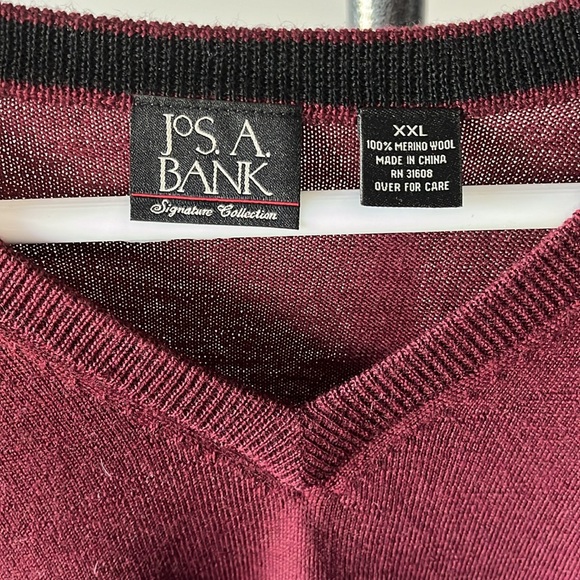 JOS. A.
BANK
Signature Collection
XXL
100% MERINO WOOL
MADE IN CHINA
RN 31608
OVER FOR CARE